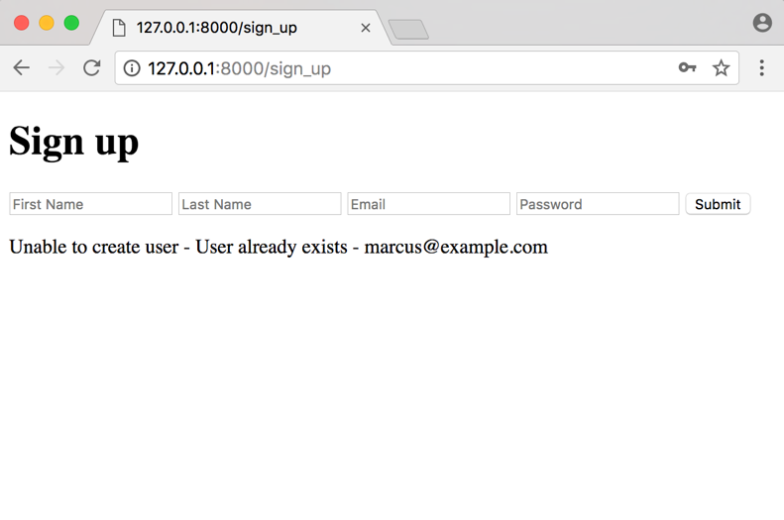 127.0.0.1:8000/sign_up
127.0.0.1:8000/sign_up
Sign up
First Name Last Name Email Password Submit
Unable to create user - User already exists - marcus@example.com